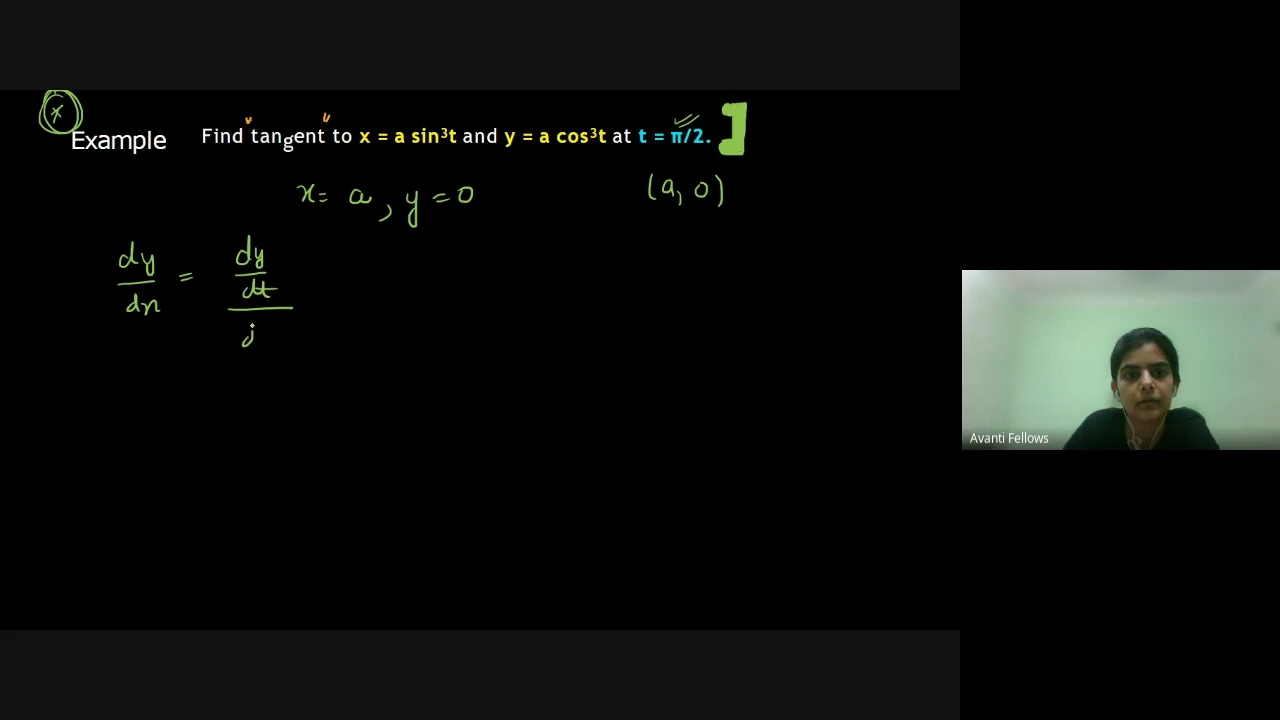 Example Find tangent to x = a sin³t and y = a cos³t at t = π/2.
x = a, y = 0 (a, 0)
dy/dx = dy/dt
Avanti Fellows